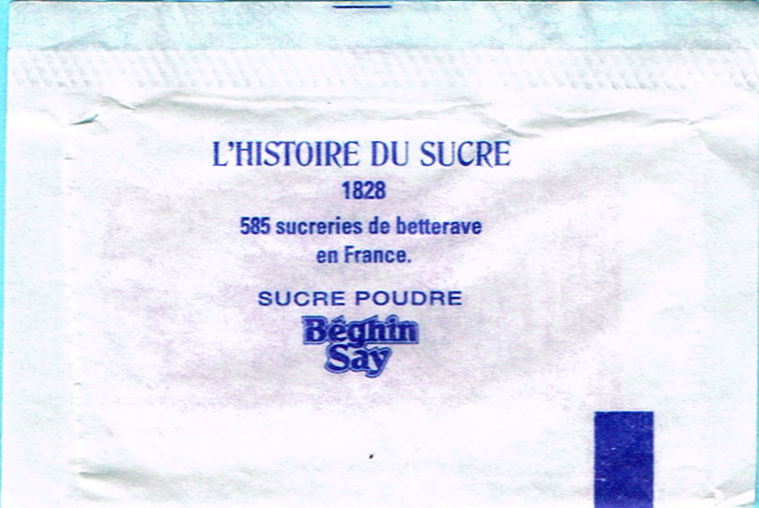 L'HISTOIRE DU SUCRE
1828
585 sucreries de betterave
en France.
SUCRE POUDRE
Béghin
Say